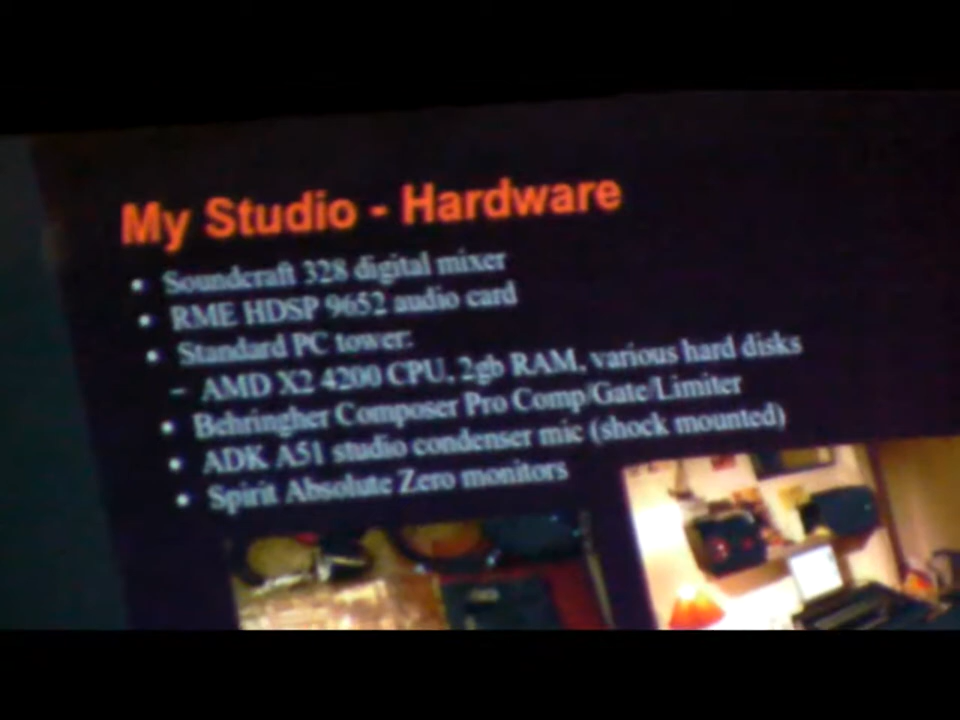 My Studio - Hardware
• Soundcraft 328 digital mixer
• RME HDSP 9652 audio card
• Standard PC tower:
– AMD X2 4200 CPU, 2gb RAM, various hard disks
• Behringher Composer Pro Comp/Gate/Limiter
• ADK A51 studio condenser mic (shock mounted)
• Spirit Absolute Zero monitors